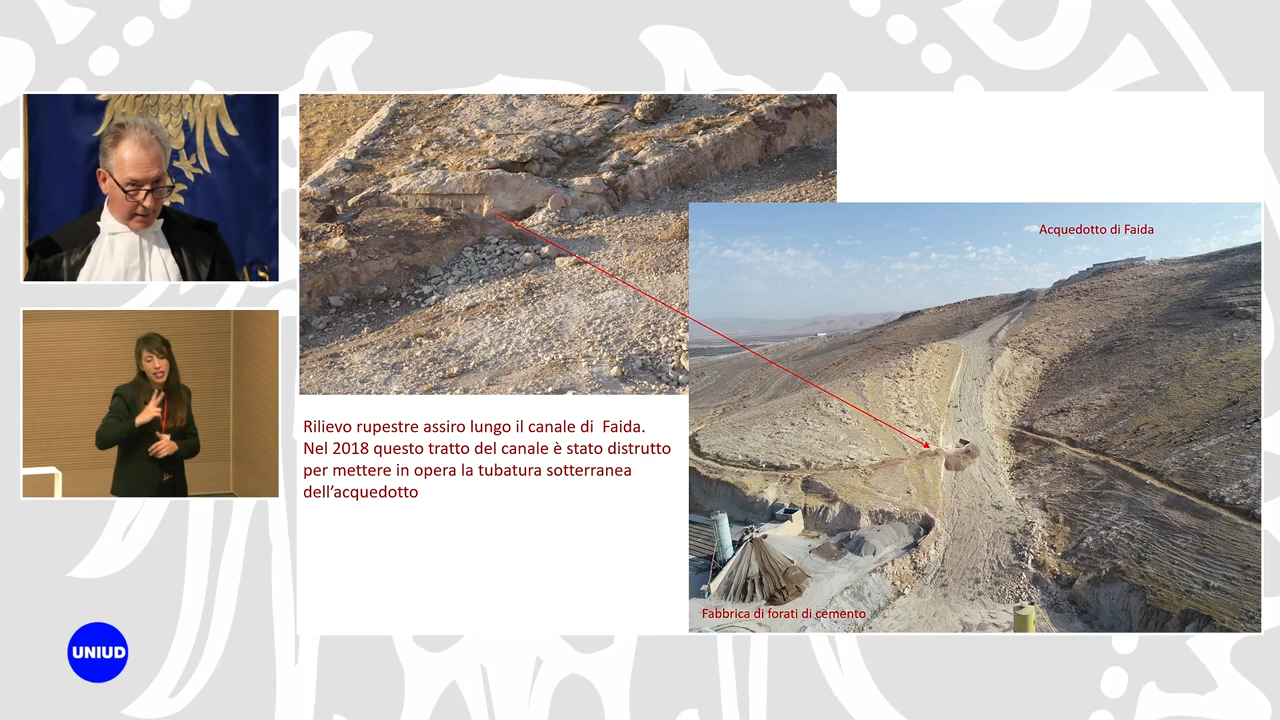 A S
Acquedotto di Faida
Rilievo rupestre assiro lungo il canale di Faida.
Nel 2018 questo tratto del canale è stato distrutto
per mettere in opera la tubatura sotterranea
dell'acquedotto
Fabbrica di forati di cemento
UNIUD